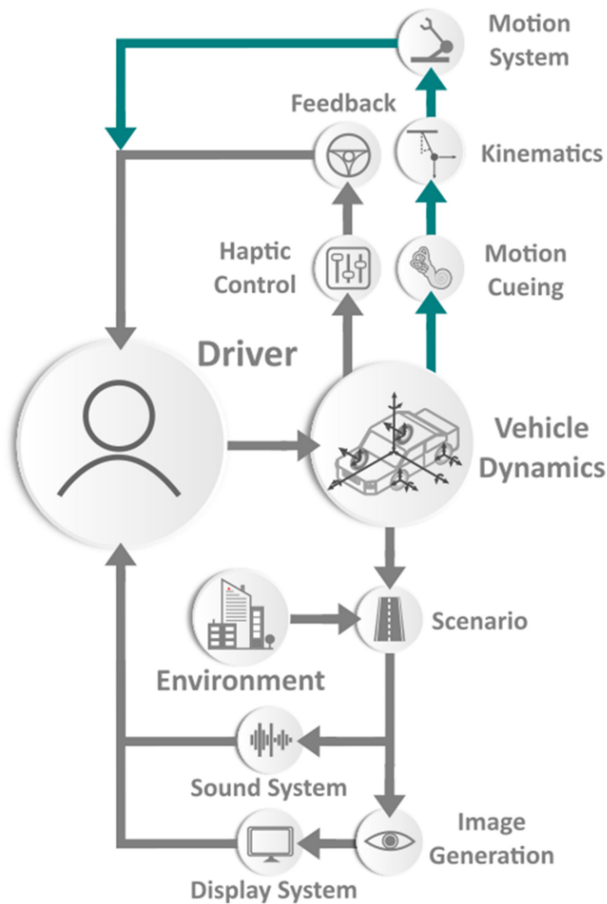 Motion
System
Feedback
Kinematics
Haptic
Control
Motion
Cueing
Driver
Vehicle
Dynamics
Scenario
Environment
Sound System
Image
Generation
Display System